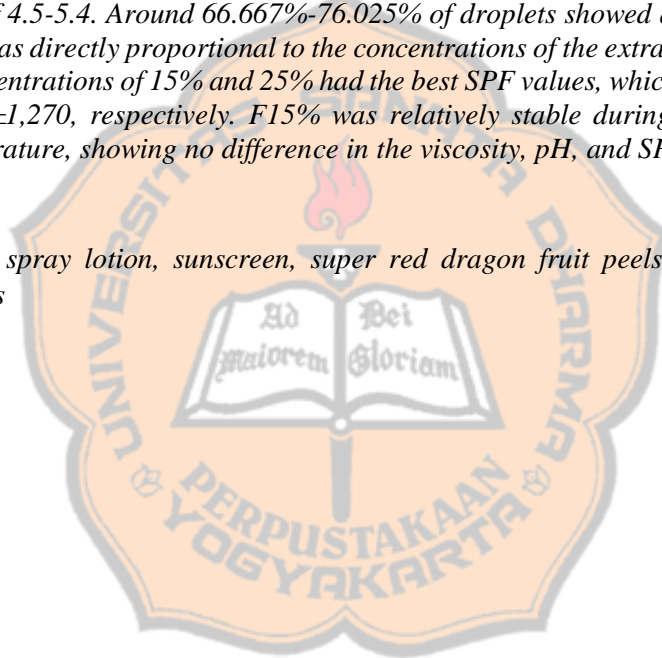 f 4.5-5.4. Around 66.667%-76.025% of droplets showed
as directly proportional to the concentrations of the extra
entrations of 15% and 25% had the best SPF values, whic
±1,270, respectively. F15% was relatively stable during
rature, showing no difference in the viscosity, pH, and SP
spray lotion, sunscreen, super red dragon fruit peels
s
UNIVERSITAS SANATA DHARMA
Ad Dei
Maiorem Gloriam
PERPUSTAKAAN
YOGYAKARTA